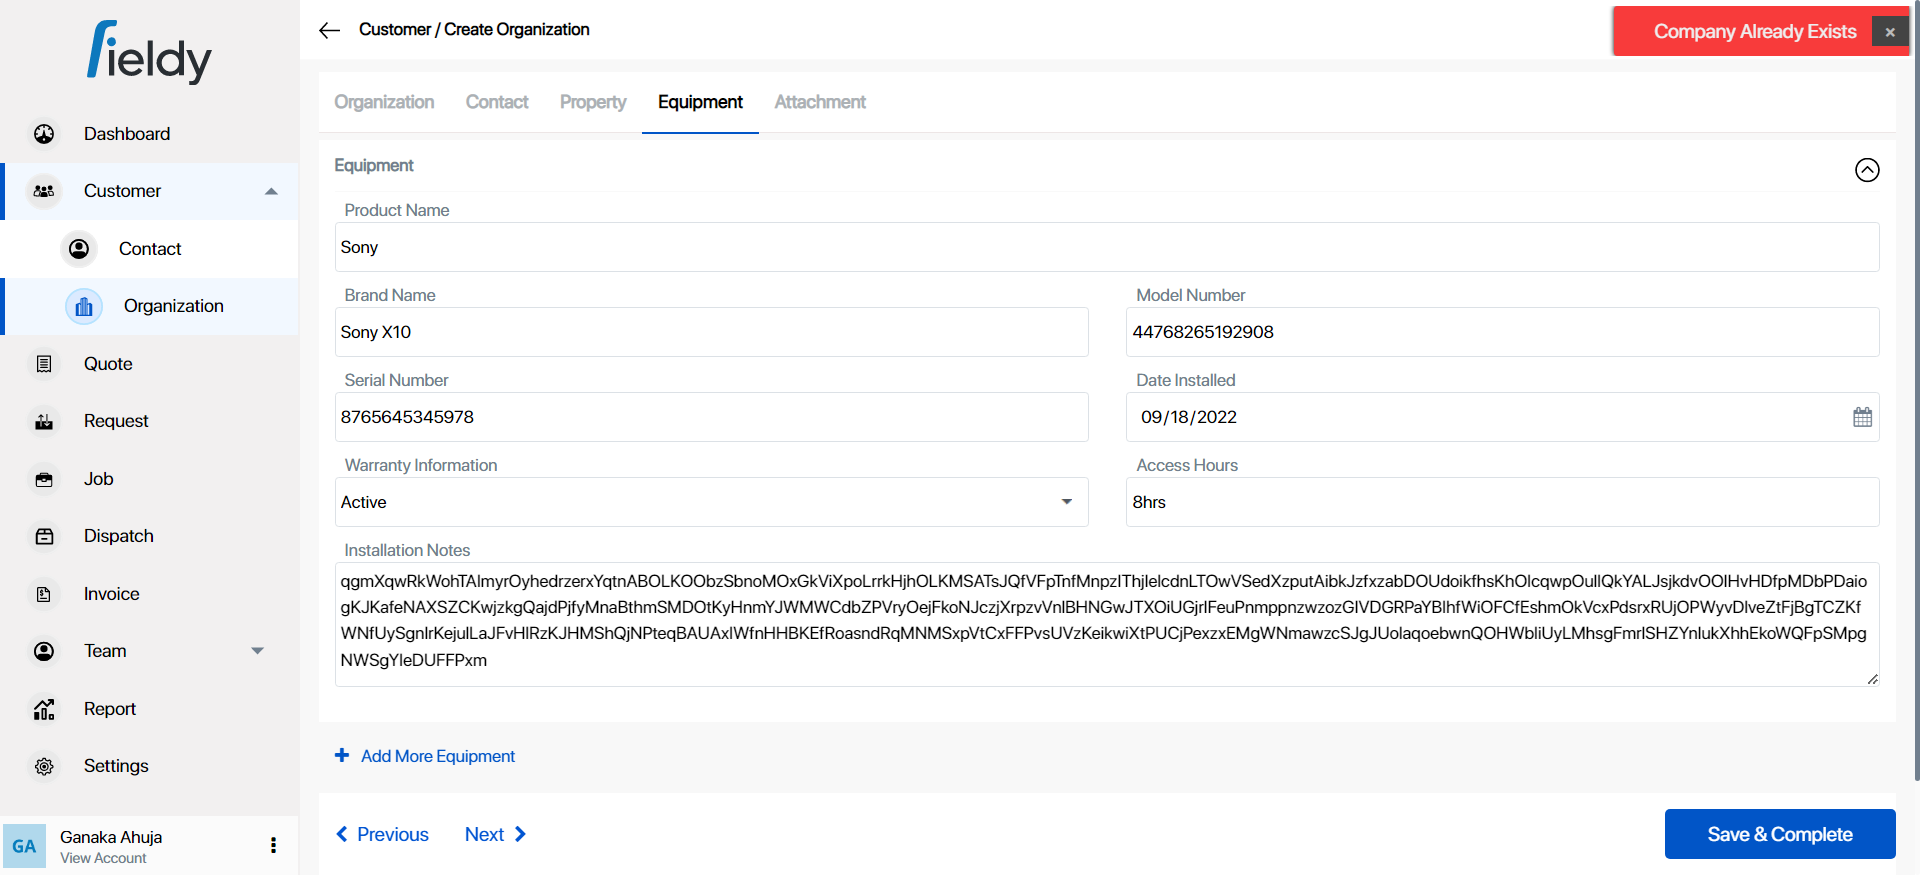 fieldy
Dashboard
Customer
Contact
Organization
Quote
Request
Job
Dispatch
Invoice
Team
Report
Settings
GA
Ganaka Ahuja
View Account
Customer / Create Organization
Company Already Exists
×
Organization
Contact
Property
Equipment
Attachment
Equipment
Product Name
Sony
Brand Name
Sony X10
Model Number
44768265192908
Serial Number
8765645345978
Date Installed
09/18/2022
Warranty Information
Active
Access Hours
8hrs
Installation Notes
NWSgYleDUFFPxm
Add More Equipment
Previous
Next
Save & Complete